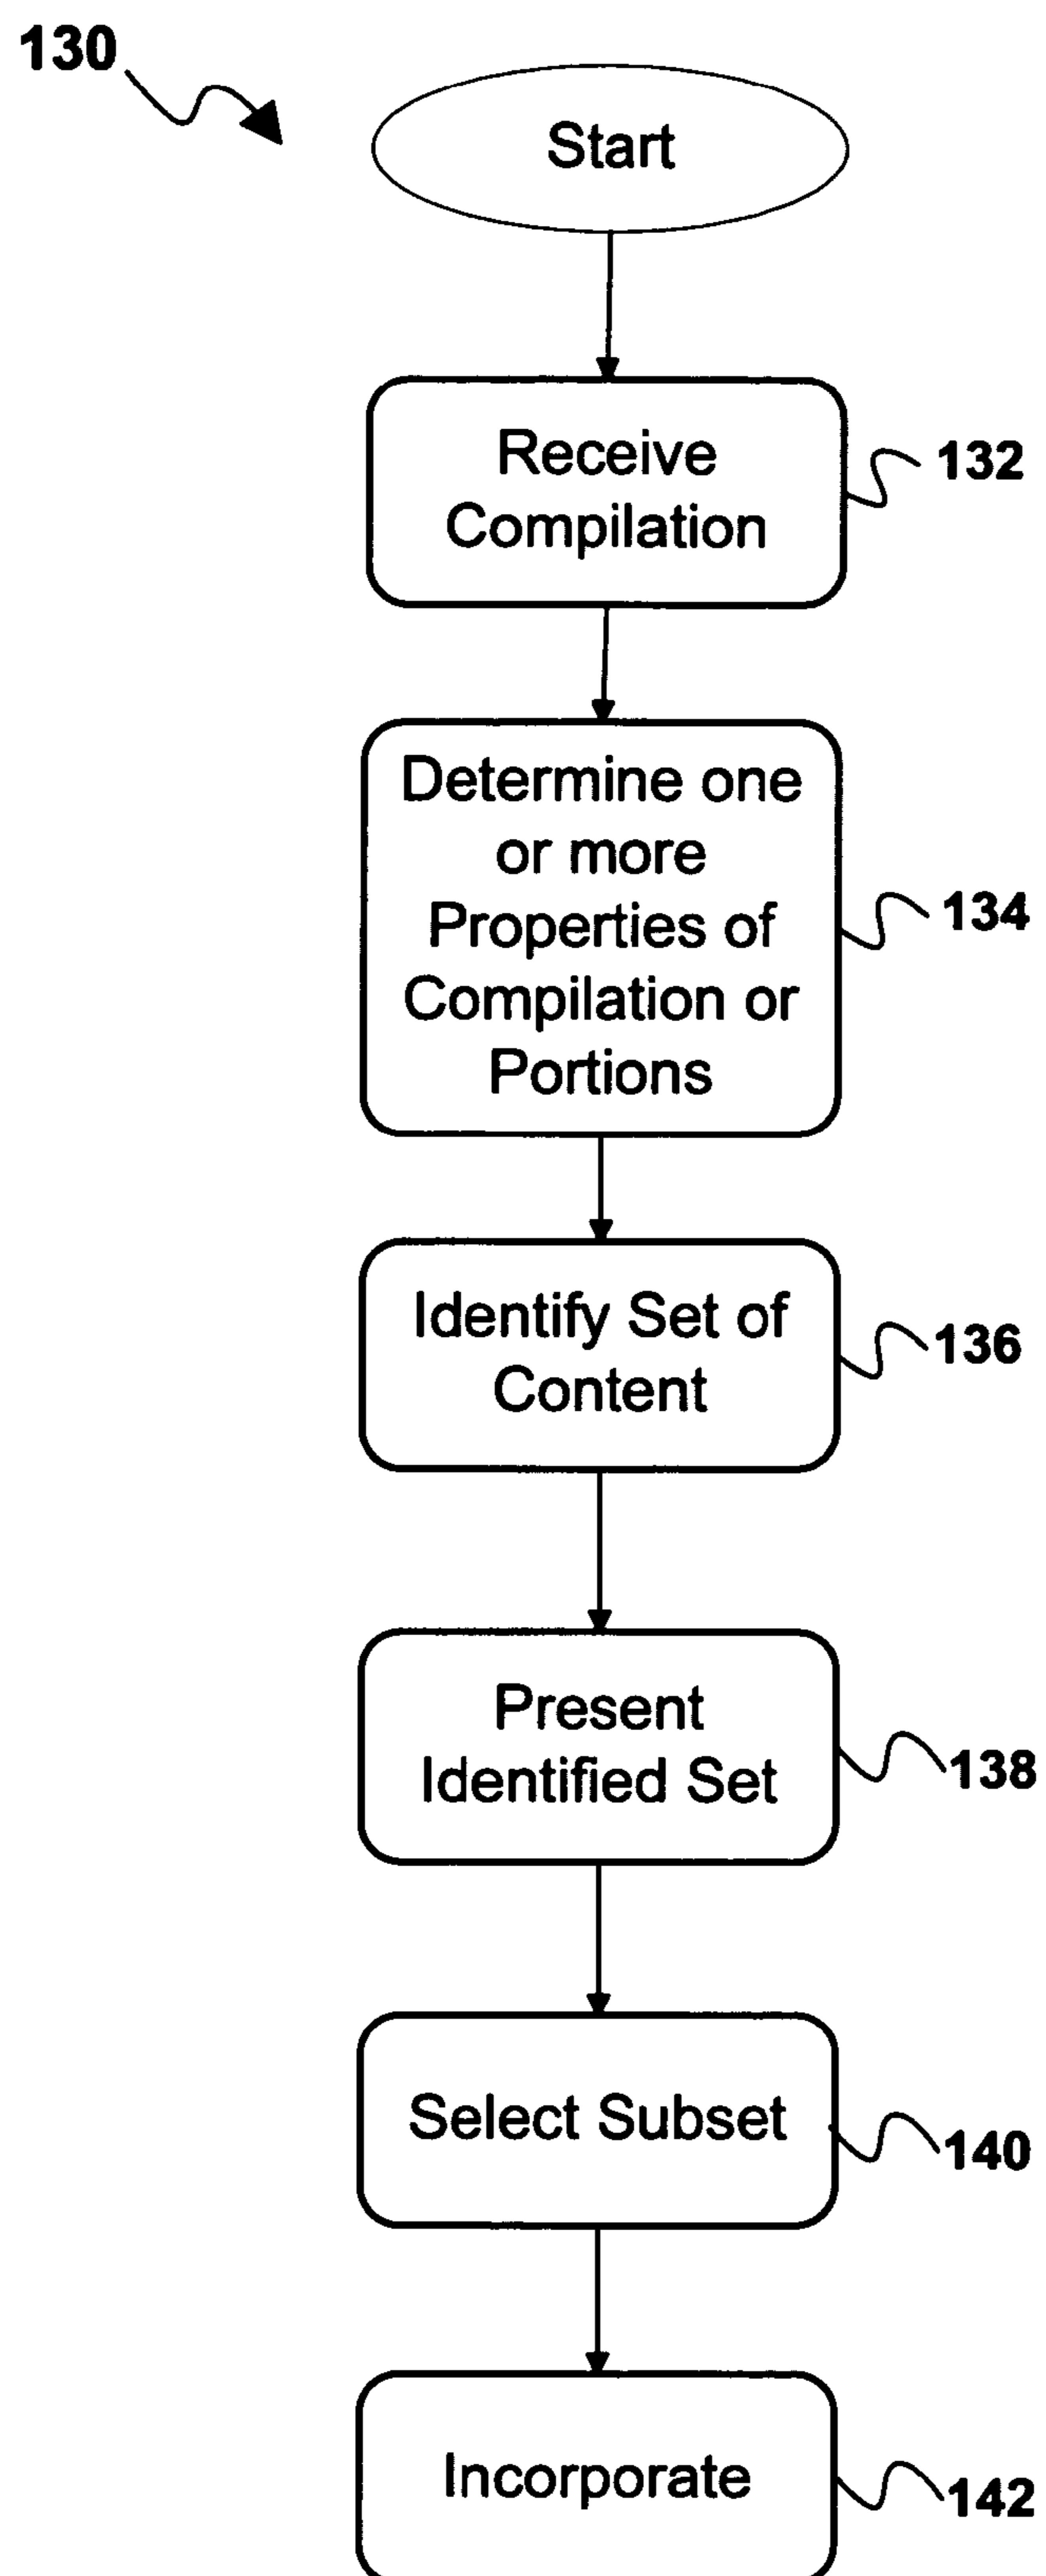 130
Start
Receive
Compilation
132
Determine one
or more
Properties of
Compilation or
Portions
134
Identify Set of
Content
136
Present
Identified Set
138
Select Subset
140
Incorporate
142